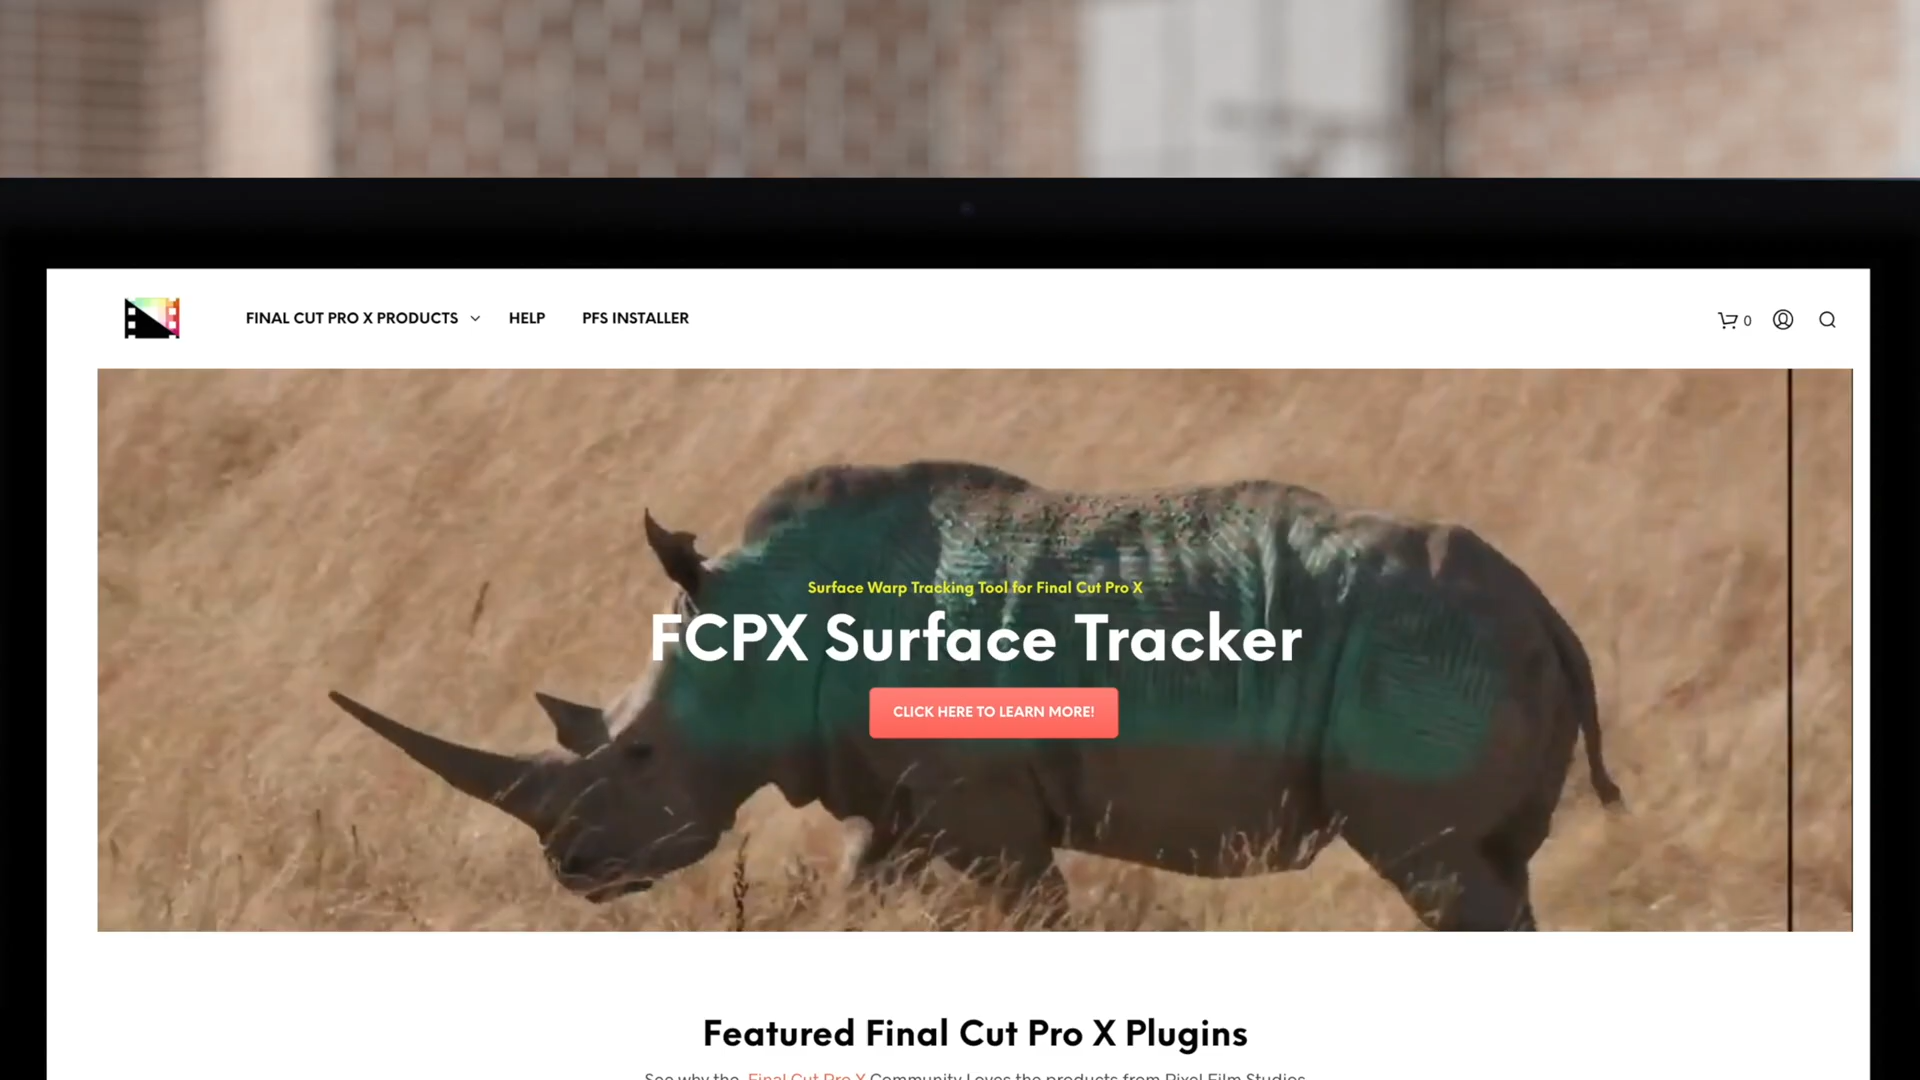 FINAL CUT PRO X PRODUCTS HELP PFS INSTALLER 0
Surface Warp Tracking Tool for Final Cut Pro X
FCPX Surface Tracker
CLICK HERE TO LEARN MORE!
Featured Final Cut Pro X Plugins
See why the Final Cut Pro X Community Loves the products from Pixel Film Studios